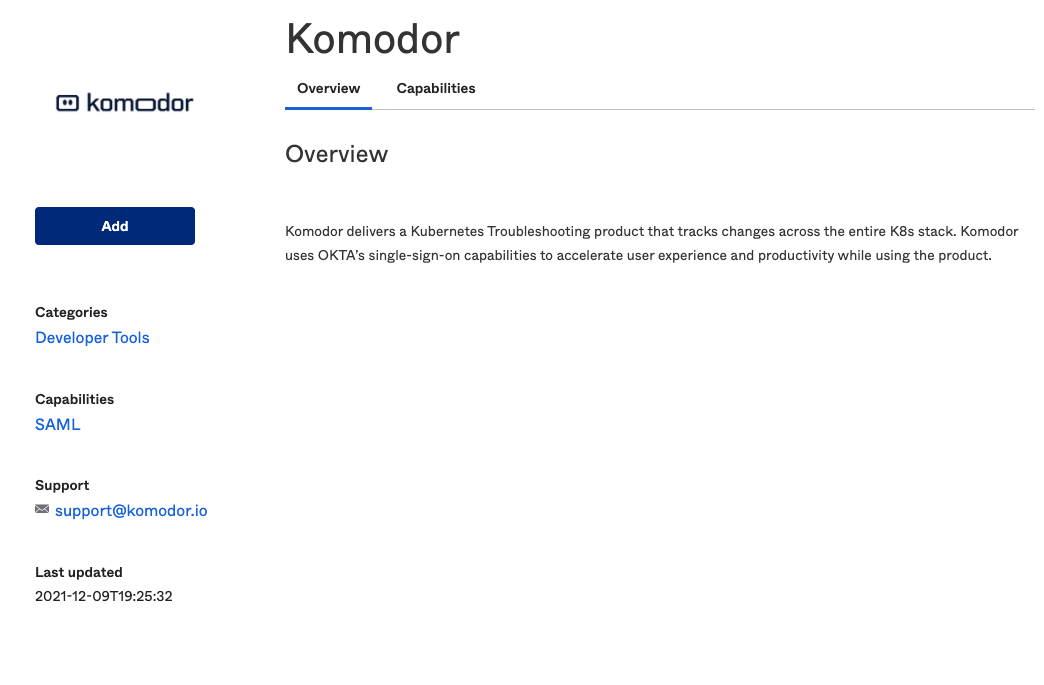 Komodor
Overview
Capabilities
komodor
Overview
Add
Komodor delivers a Kubernetes Troubleshooting product that tracks changes across the entire K8s stack. Komodor
uses OKTA's single-sign-on capabilities to accelerate user experience and productivity while using the product.
Categories
Developer Tools
Capabilities
SAML
Support
support@komodor.io
Last updated
2021-12-09T19:25:32